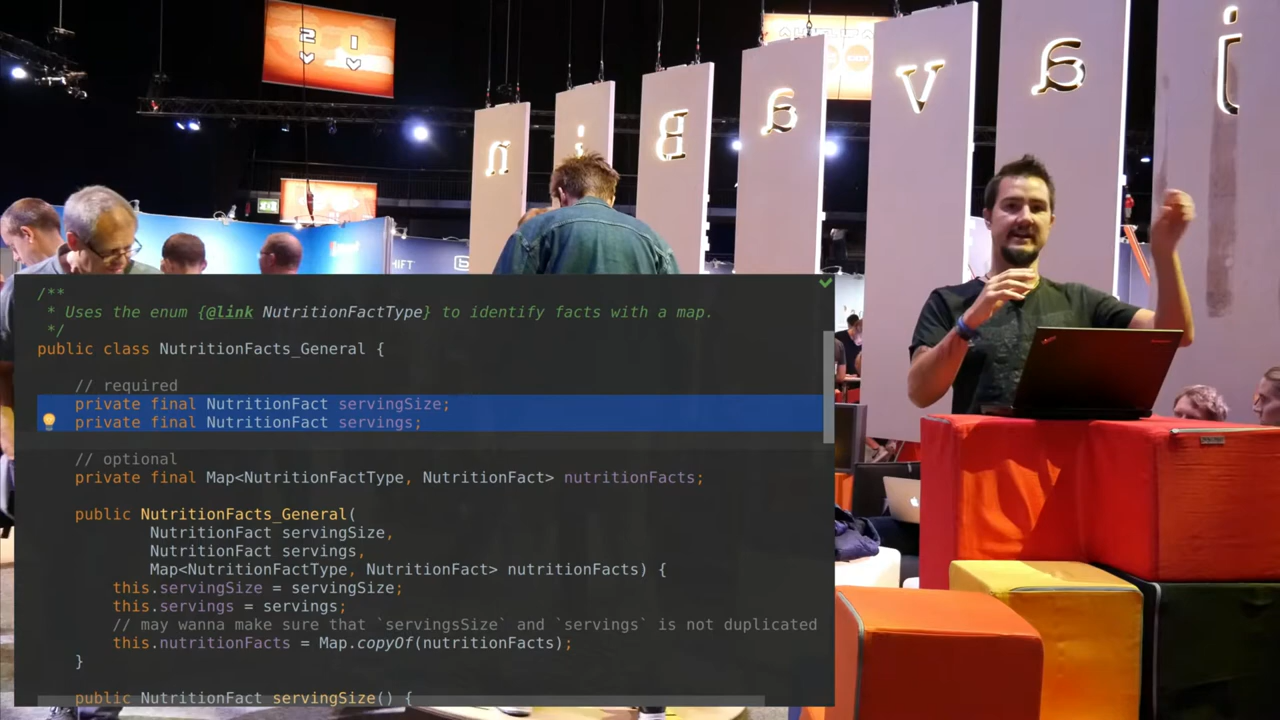 2 1
n i g a v a j
HIFT
/**
 * Uses the enum {@link NutritionFactType} to identify facts with a map.
 */
public class NutritionFacts_General {
// required
private final NutritionFact servingSize;
private final NutritionFact servings;
// optional
private final Map<NutritionFactType, NutritionFact> nutritionFacts;
public NutritionFacts_General(
NutritionFact servingSize,
NutritionFact servings,
Map<NutritionFactType, NutritionFact> nutritionFacts) {
this.servingSize = servingSize;
this.servings = servings;
// may wanna make sure that `servingsSize` and `servings` is not duplicated
this.nutritionFacts = Map.copyOf(nutritionFacts);
}
public NutritionFact servingSize() {